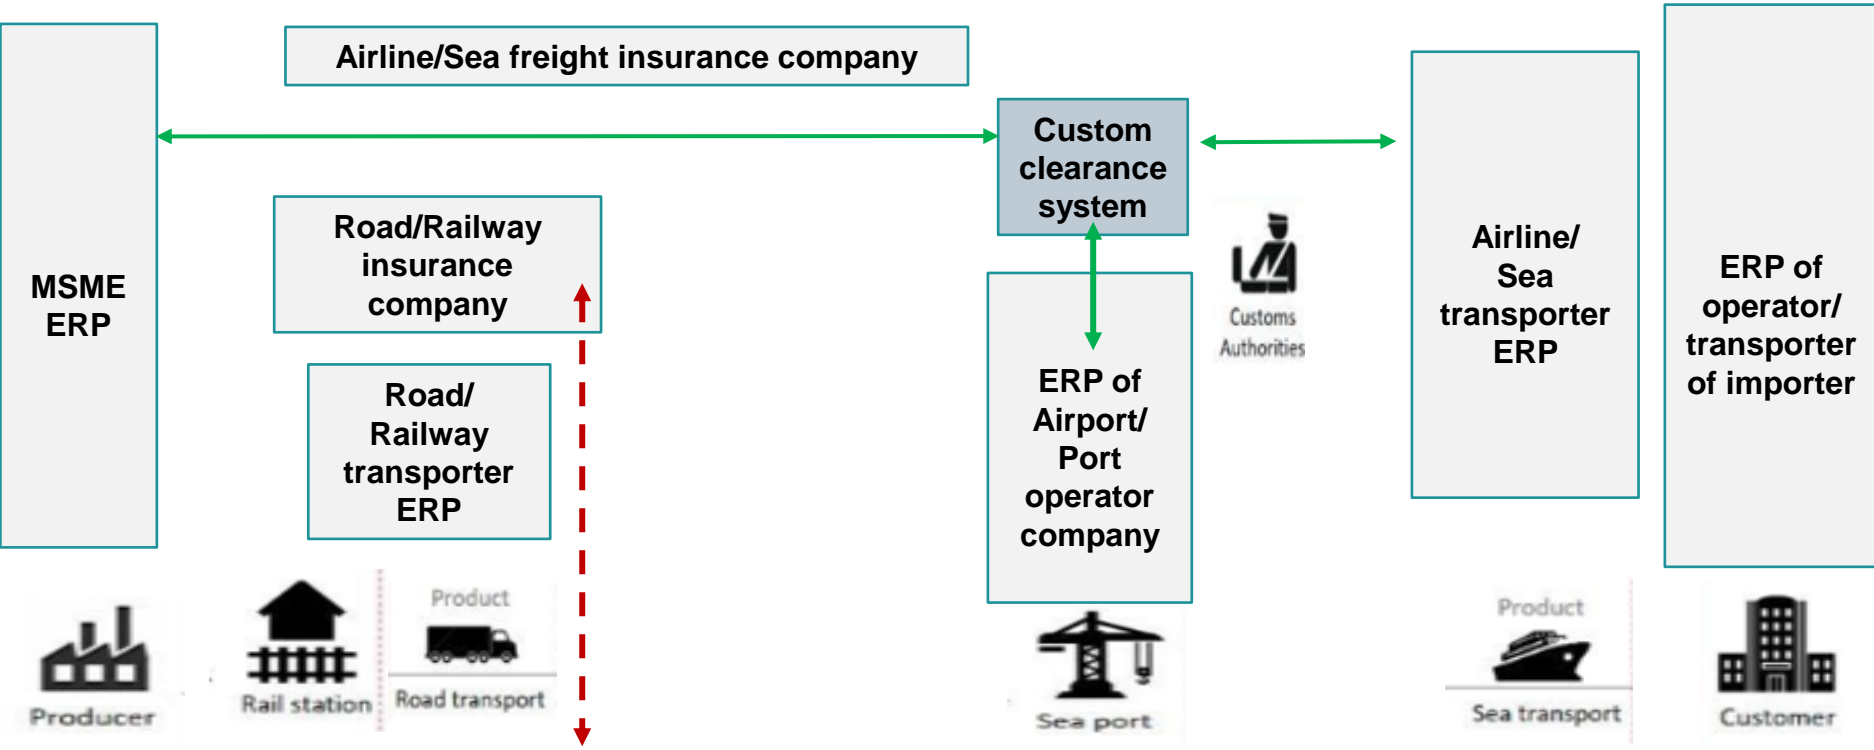 MSME
ERP
Airline/Sea freight insurance company
Road/Railway
insurance
company
Road/
Railway
transporter
ERP
Custom
clearance
system
Customs
Authorities
ERP of
Airport/
Port
operator
company
Airline/
Sea
transporter
ERP
ERP of
operator/
transporter
of importer
Producer
Rail station
Product
Road transport
Sea port
Product
Sea transport
Customer